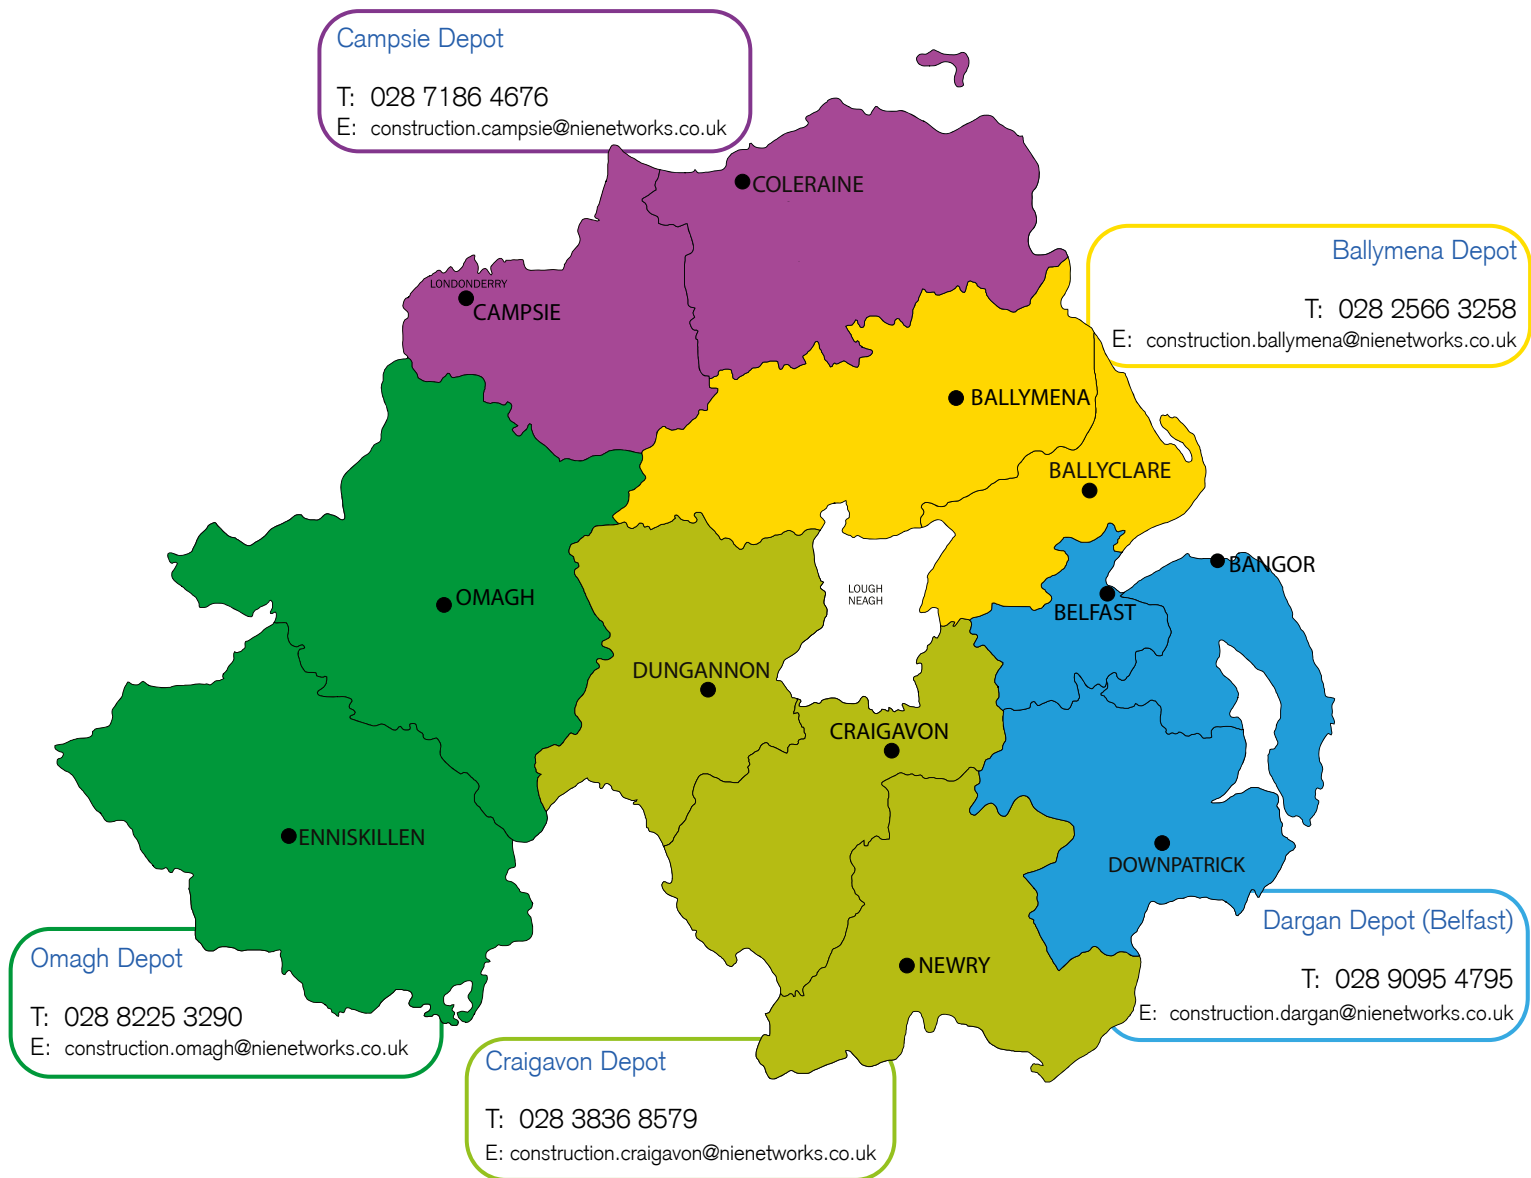 Campsie Depot
T: 028 7186 4676
E: construction.campsie@nienetworks.co.uk
COLERAINE
Ballymena Depot
T: 028 2566 3258
E: construction.ballymena@nienetworks.co.uk
LONDONDERRY
CAMPSIE
BALLYMENA
BALLYCLARE
BANGOR
LOUGH
NEAGH
OMAGH
BELFAST
DUNGANNON
CRAIGAVON
ENNISKILLEN
DOWNPATRICK
NEWRY
Dargan Depot (Belfast)
T: 028 9095 4795
E: construction.dargan@nienetworks.co.uk
Omagh Depot
T: 028 8225 3290
E: construction.omagh@nienetworks.co.uk
Craigavon Depot
T: 028 3836 8579
E: construction.craigavon@nienetworks.co.uk